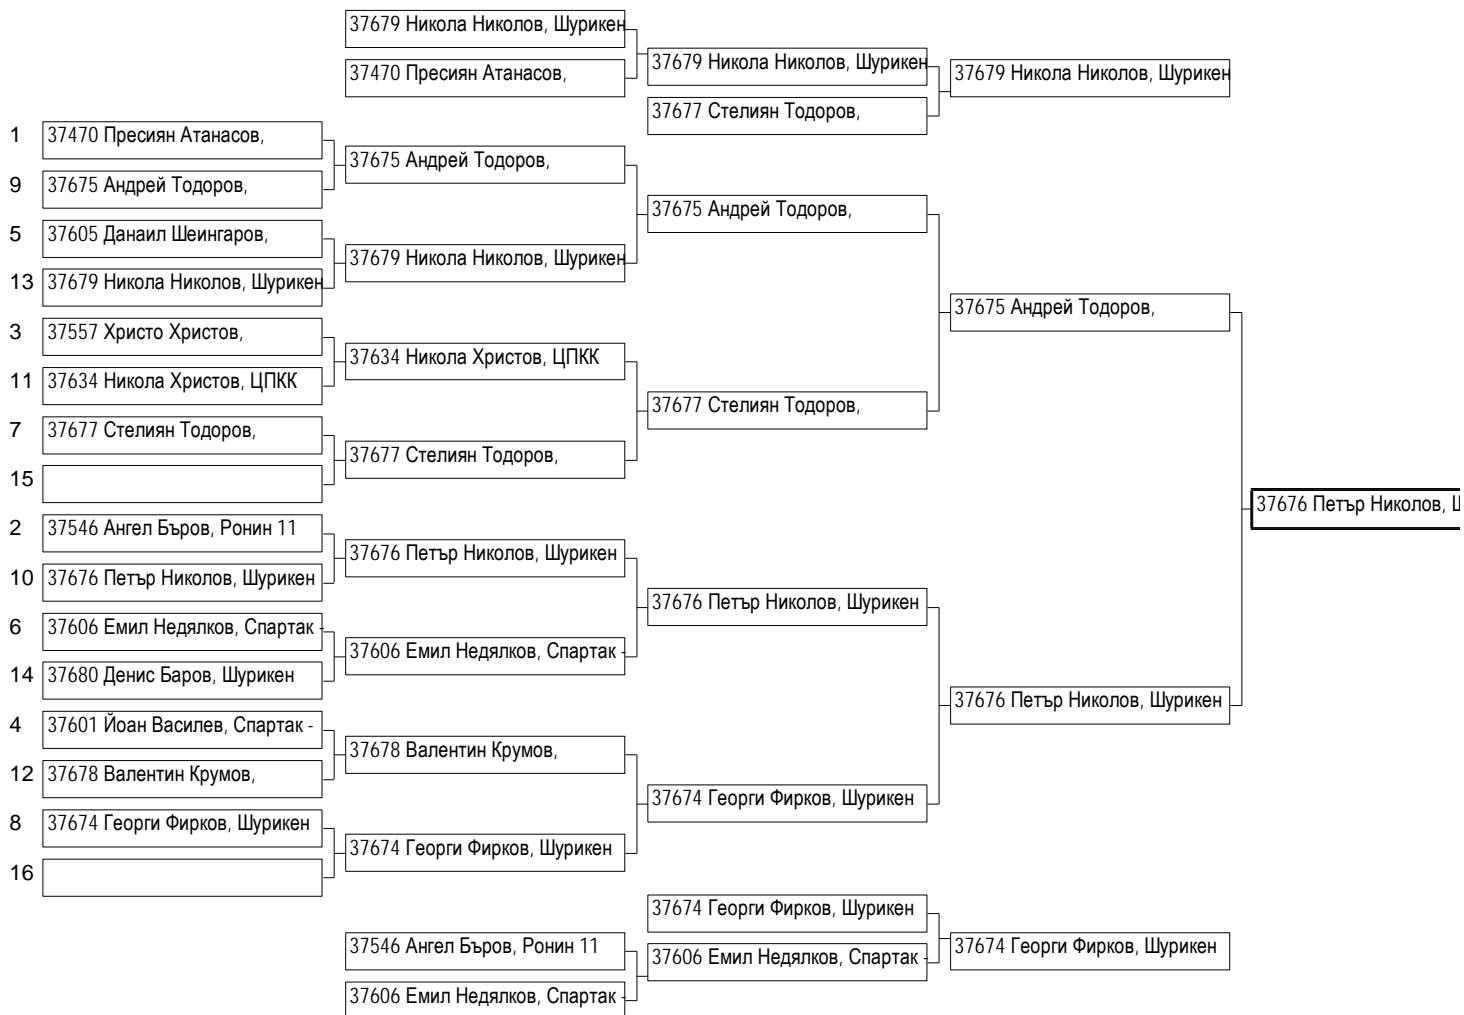 37679 Никола Николов, Шурикен
37470 Пресиян Атанасов,
37679 Никола Николов, Шурикен
37677 Стелиян Тодоров,
37679 Никола Николов, Шурикен
1 37470 Пресиян Атанасов,
9 37675 Андрей Тодоров,
5 37605 Данаил Шеингаров,
13 37679 Никола Николов, Шурикен
3 37557 Христо Христов,
11 37634 Никола Христов, ЦПКК
7 37677 Стелиян Тодоров,
15
2 37546 Ангел Бъров, Ронин 11
10 37676 Петър Николов, Шурикен
6 37606 Емил Недялков, Спартак -
14 37680 Денис Баров, Шурикен
4 37601 Йоан Василев, Спартак -
12 37678 Валентин Крумов,
8 37674 Георги Фирков, Шурикен
16
37675 Андрей Тодоров,
37679 Никола Николов, Шурикен
37634 Никола Христов, ЦПКК
37677 Стелиян Тодоров,
37676 Петър Николов, Шурикен
37606 Емил Недялков, Спартак -
37678 Валентин Крумов,
37674 Георги Фирков, Шурикен
37675 Андрей Тодоров,
37677 Стелиян Тодоров,
37676 Петър Николов, Шурикен
37674 Георги Фирков, Шурикен
37675 Андрей Тодоров,
37676 Петър Николов, Шурикен
37676 Петър Николов,
37546 Ангел Бъров, Ронин 11
37606 Емил Недялков, Спартак -
37674 Георги Фирков, Шурикен
37606 Емил Недялков, Спартак -
37674 Георги Фирков, Шурикен